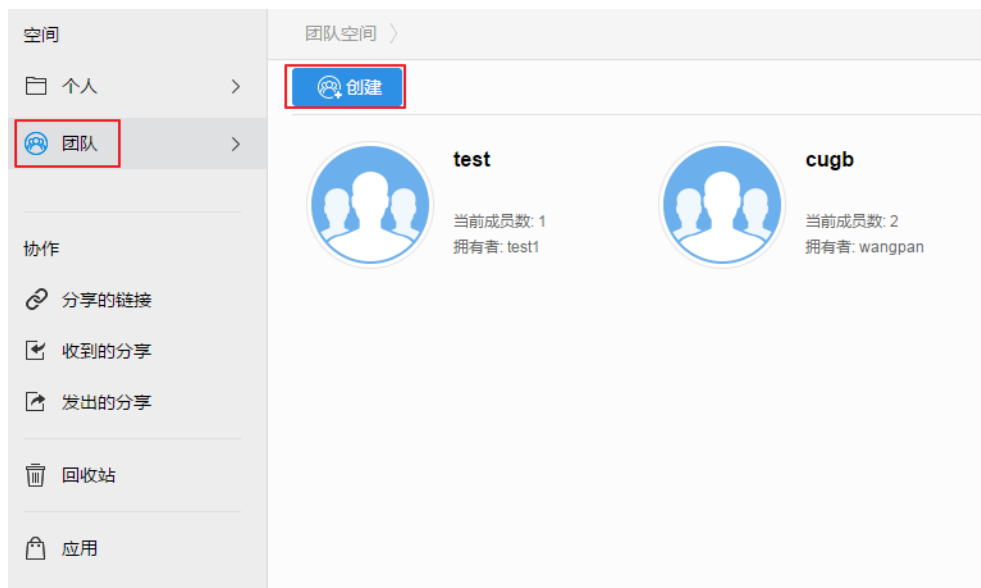 空间
个人
团队
协作
分享的链接
收到的分享
发出的分享
回收站
应用
团队空间
创建
test
当前成员数: 1
拥有者: test1
cugb
当前成员数: 2
拥有者: wangpan